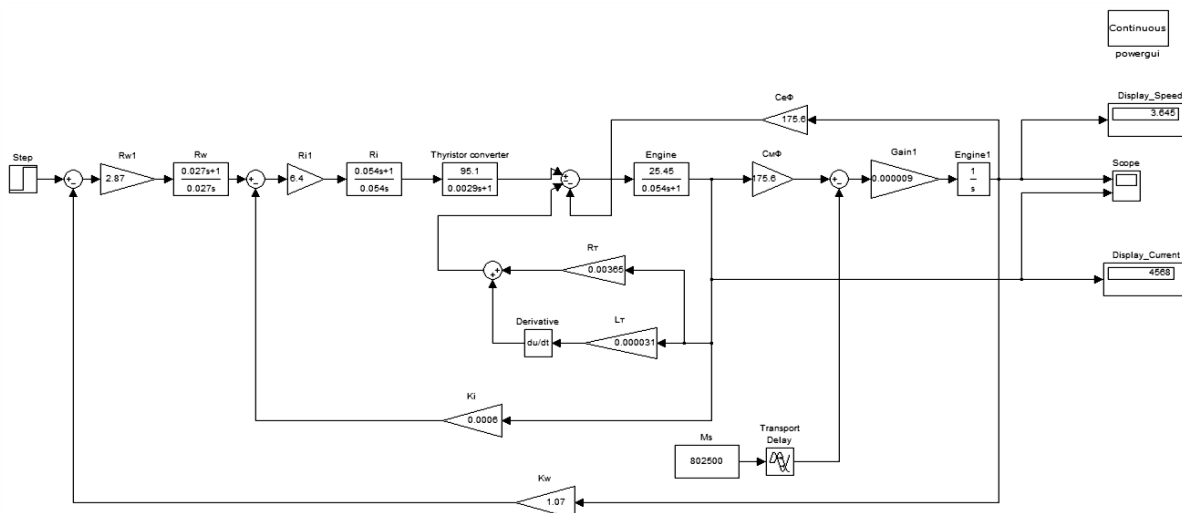 Continuous
powergui
Display_Speed
3.645
CeΦ
175.6
Step
Rw1
2.87
Rw
0.027s+1
0.027s
Ri1
6.4
Ri
0.054s+1
0.054s
Thyristor converter
95.1
0.0029s+1
Engine
25.45
0.054s+1
CмΦ
175.6
Gain1
0.000009
Engine1
1
s
Scope
Rт
0.00365
Display_Current
4568
Derivative
du/dt
Lт
0.000031
Ki
0.0006
Ms
802500
Transport
Delay
Kw
1.07